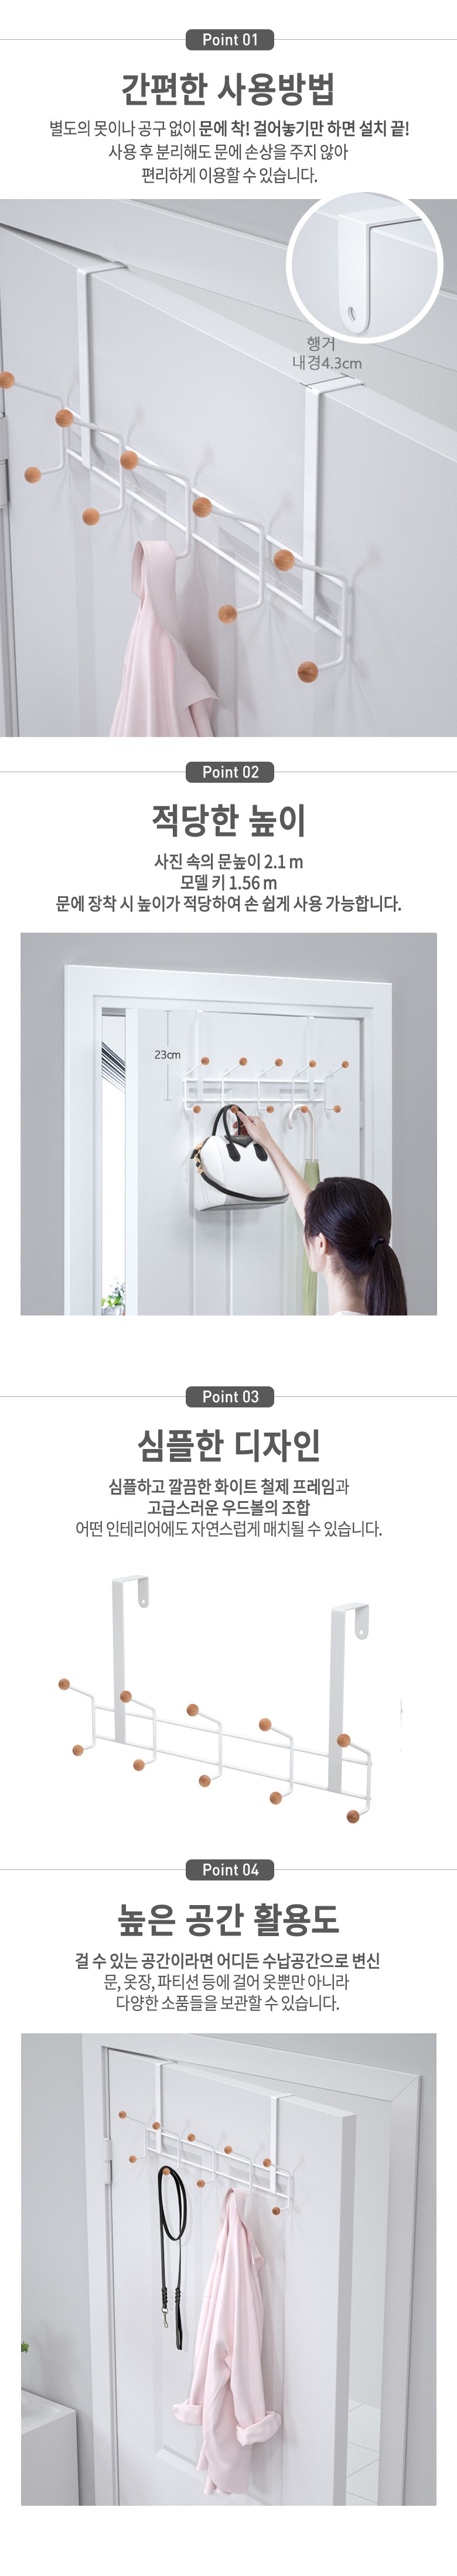 Point 01
간편한 사용방법
별도의 못이나 공구 없이 문에 착! 걸어놓기만 하면 설치 끝!
사용 후 분리해도 문에 손상을 주지 않아
편리하게 이용할 수 있습니다.
행거
내경4.3cm
Point 02
적당한 높이
사진 속의 문높이 2.1 m
모델 키 1.56 m
문에 장착 시 높이가 적당하여 손 쉽게 사용 가능합니다.
23cm
Point 03
심플한 디자인
심플하고 깔끔한 화이트 철제 프레임과
고급스러운 우드볼의 조합
어떤 인테리어에도 자연스럽게 매치될 수 있습니다.
Point 04
높은 공간 활용도
걸 수 있는 공간이라면 어디든 수납공간으로 변신
문, 옷장, 파티션 등에 걸어 옷뿐만 아니라
다양한 소품들을 보관할 수 있습니다.